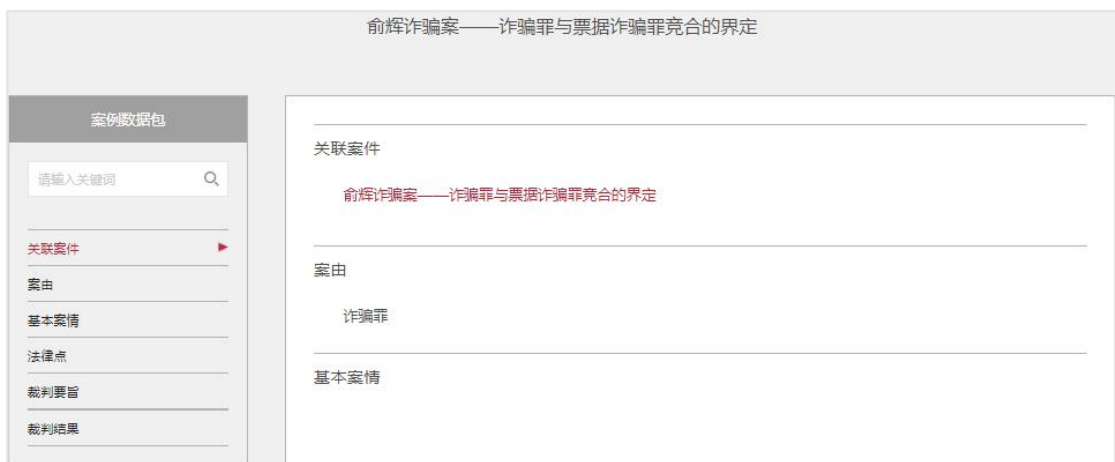 俞辉诈骗案——诈骗罪与票据诈骗罪竞合的界定
案例数据包
请输入关键词
关联案件
案由
基本案情
法律点
裁判要旨
裁判结果
关联案件
俞辉诈骗案——诈骗罪与票据诈骗罪竞合的界定
案由
诈骗罪
基本案情